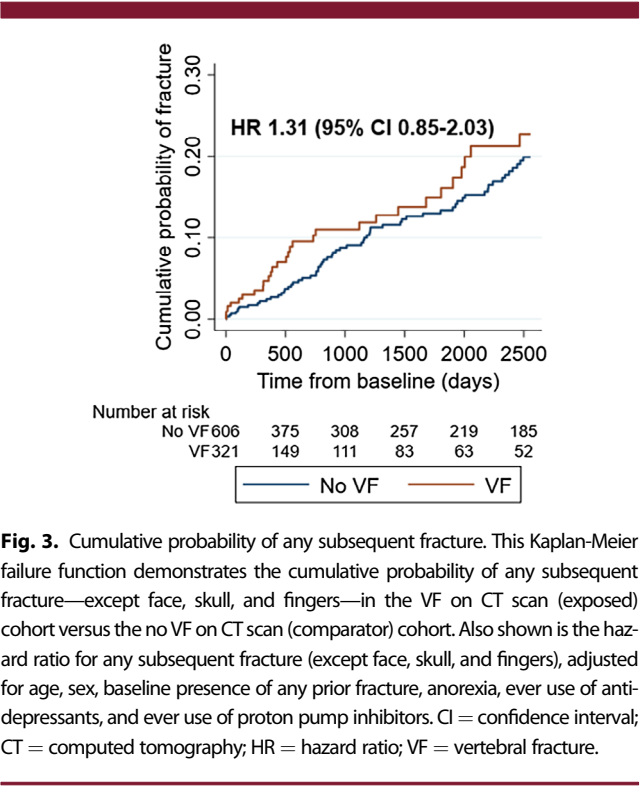 HR 1.31 (95% CI 0.85-2.03)
Cumulative probability of fracture
0.30
0.20
0.10
0.00
0 500 1000 1500 2000 2500
Time from baseline (days)
Number at risk
No VF 606 375 308 257 219 185
VF 321 149 111 83 63 52
No VF VF
Fig. 3. Cumulative probability of any subsequent fracture. This Kaplan-Meier
failure function demonstrates the cumulative probability of any subsequent
fracture—except face, skull, and fingers—in the VF on CT scan (exposed)
cohort versus the no VF on CT scan (comparator) cohort. Also shown is the haz-
ard ratio for any subsequent fracture (except face, skull, and fingers), adjusted
for age, sex, baseline presence of any prior fracture, anorexia, ever use of anti-
depressants, and ever use of proton pump inhibitors. CI = confidence interval;
CT = computed tomography; HR = hazard ratio; VF = vertebral fracture.